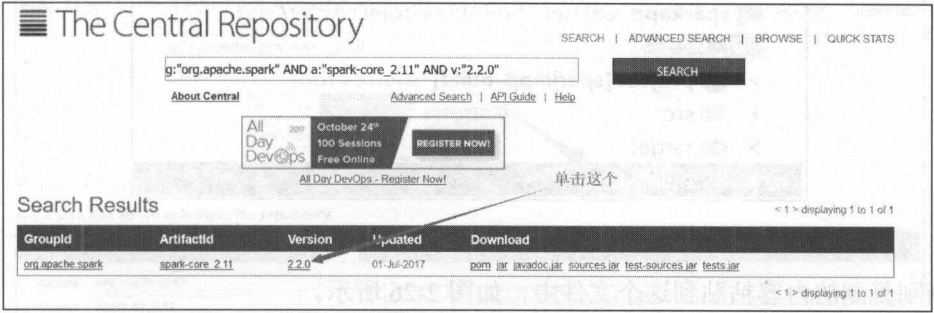 The Central Repository
SEARCH | ADVANCED SEARCH | BROWSE | QUICK STATS
g:"org.apache.spark" AND a:"spark-core_2.11" AND v:"2.2.0"
SEARCH
About Central
Advanced Search | API Guide | Help
All Day DevOps 2017
October 24th
100 Sessions
Free Online
REGISTER NOW!
All Day DevOps - Register Now!
单击这个
Search Results
< 1 > displaying 1 to 1 of 1
GroupId ArtifactId Version Updated Download
org.apache.spark spark-core_2.11 2.2.0 01-Jul-2017 pom jar javadoc.jar sources.jar test-sources.jar tests.jar
< 1 > displaying 1 to 1 of 1